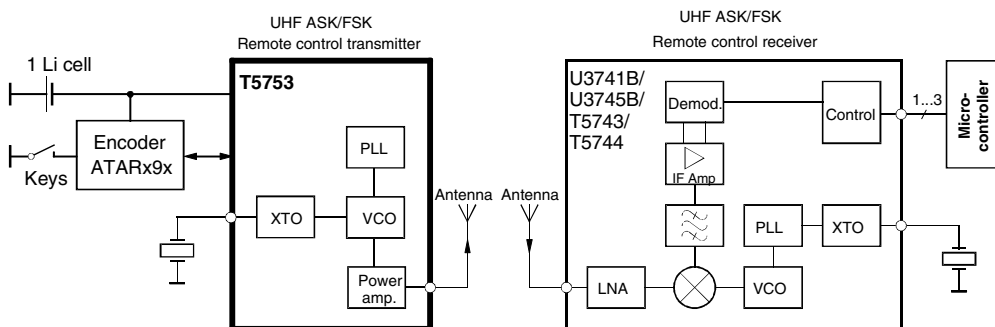 UHF ASK/FSK
Remote control transmitter
1 Li cell
T5753
Encoder
ATARx9x
Keys
PLL
XTO
VCO
Power
amp.
Antenna
UHF ASK/FSK
Remote control receiver
U3741B/
U3745B/
T5743/
T5744
Demod.
Control
1...3
Micro-
controller
IF Amp
Antenna
PLL
XTO
LNA
VCO